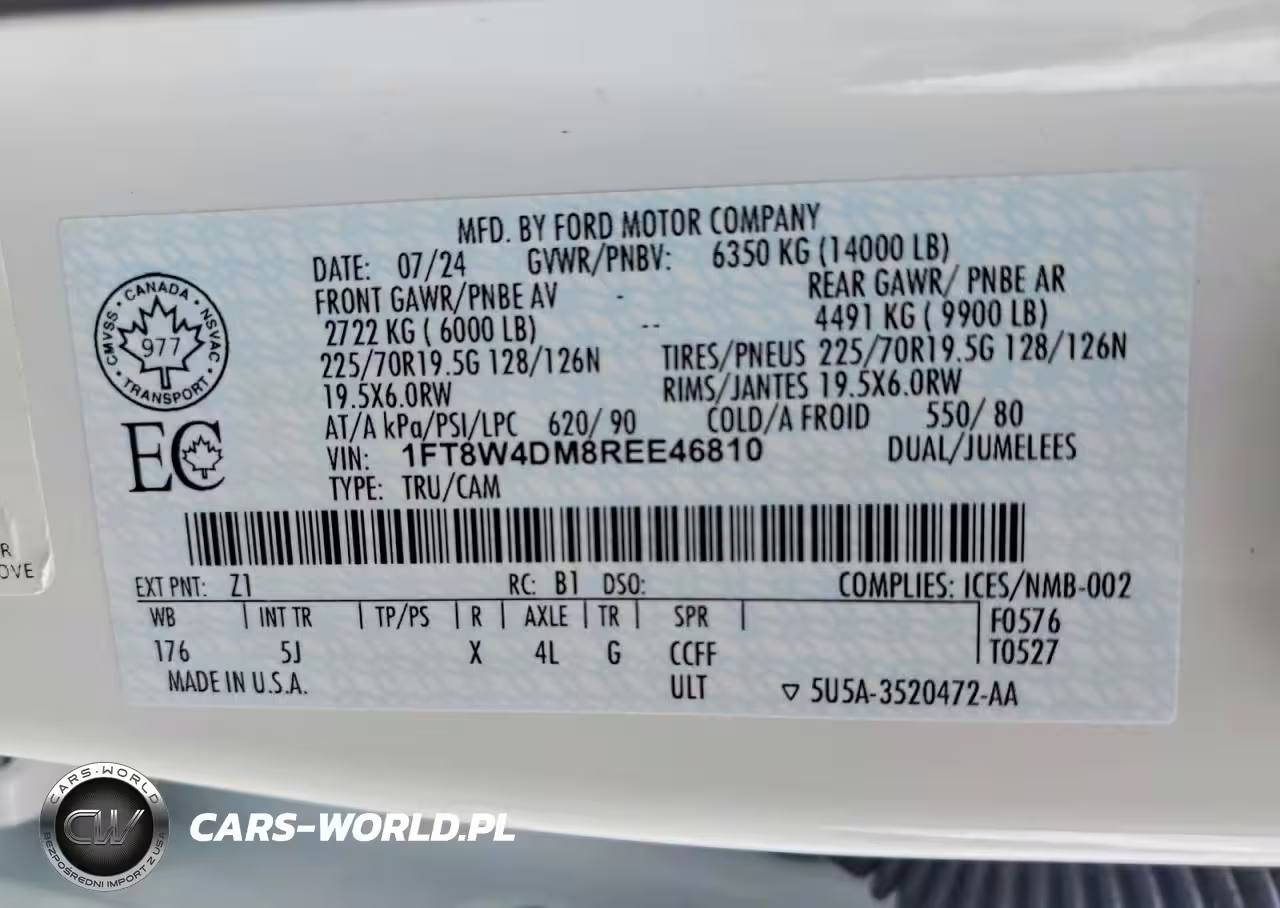 MFD. BY FORD MOTOR COMPANY
DATE: 07/24 GVWR/PNBV: 6350 KG (14000 LB)
FRONT GAWR/PNBE AV - REAR GAWR/ PNBE AR
2722 KG ( 6000 LB) -- 4491 KG ( 9900 LB)
225/70R19.5G 128/126N TIRES/PNEUS 225/70R19.5G 128/126N
19.5X6.0RW RIMS/JANTES 19.5X6.0RW
AT/A kPa/PSI/LPC 620/ 90 COLD/A FROID 550/ 80
VIN: 1FT8W4DM8REE46810 DUAL/JUMELEES
TYPE: TRU/CAM
CANADA
CMVSS NSVAC
977
TRANSPORT
EC
EXT PNT: Z1 RC: B1 DSO: COMPLIES: ICES/NMB-002
WB | INT TR | TP/PS | R | AXLE | TR | SPR | F0576
176 5J X 4L G CCFF T0527
MADE IN U.S.A. ULT ▽ 5U5A-3520472-AA
R
OVE
CARS-WORLD
CW
BEZPOŚREDNI IMPORT Z USA
CARS-WORLD.PL